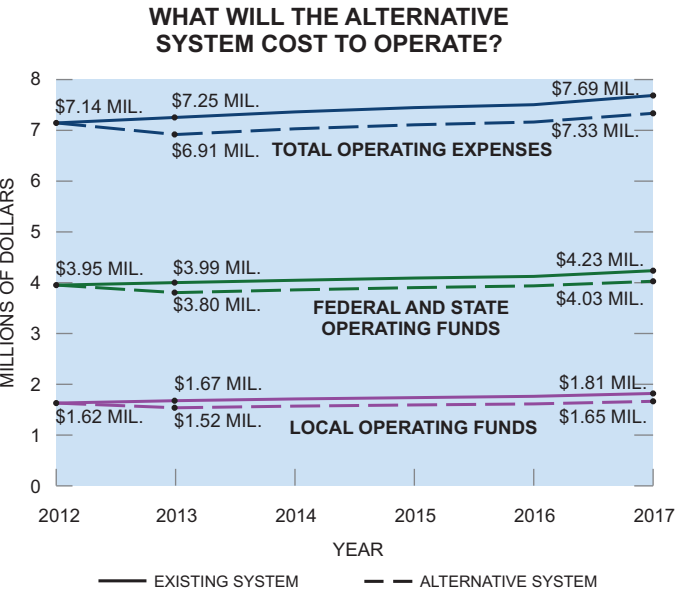 WHAT WILL THE ALTERNATIVE
SYSTEM COST TO OPERATE?
8
$7.14 MIL.
$7.25 MIL.
$7.69 MIL.
7
$6.91 MIL.
TOTAL OPERATING EXPENSES
$7.33 MIL.
6
5
$3.95 MIL.
$3.99 MIL.
$4.23 MIL.
4
$3.80 MIL.
FEDERAL AND STATE
OPERATING FUNDS
$4.03 MIL.
3
2
$1.67 MIL.
$1.81 MIL.
$1.62 MIL.
$1.52 MIL.
LOCAL OPERATING FUNDS
$1.65 MIL.
1
0
MILLIONS OF DOLLARS
2012
2013
2014
2015
2016
2017
YEAR
EXISTING SYSTEM
ALTERNATIVE SYSTEM